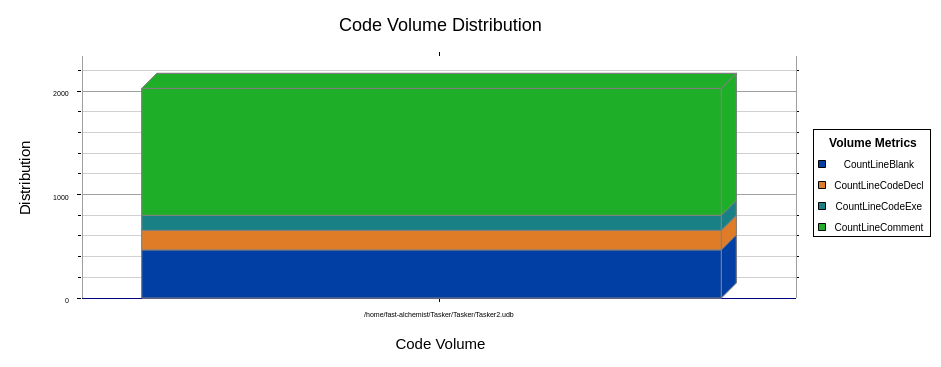 Code Volume Distribution
Distribution
2000
1000
0
/home/fast-alchemist/Tasker/Tasker/Tasker2.udb
Code Volume
Volume Metrics
CountLineBlank
CountLineCodeDecl
CountLineCodeExe
CountLineComment